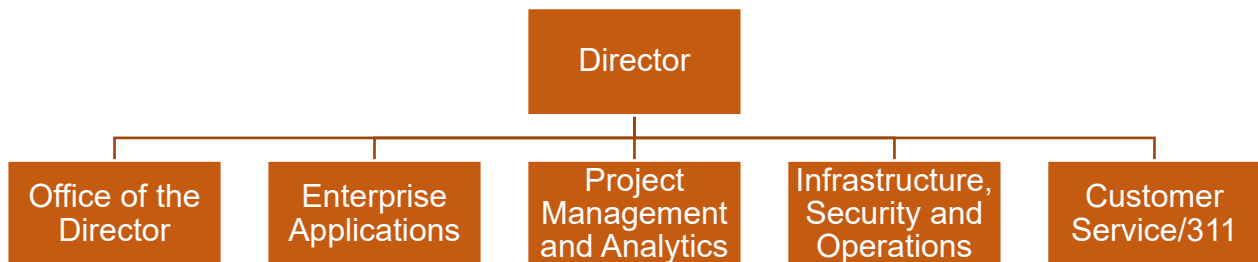 Director
Office of the
Director
Enterprise
Applications
Project
Management
and Analytics
Infrastructure,
Security and
Operations
Customer
Service/311